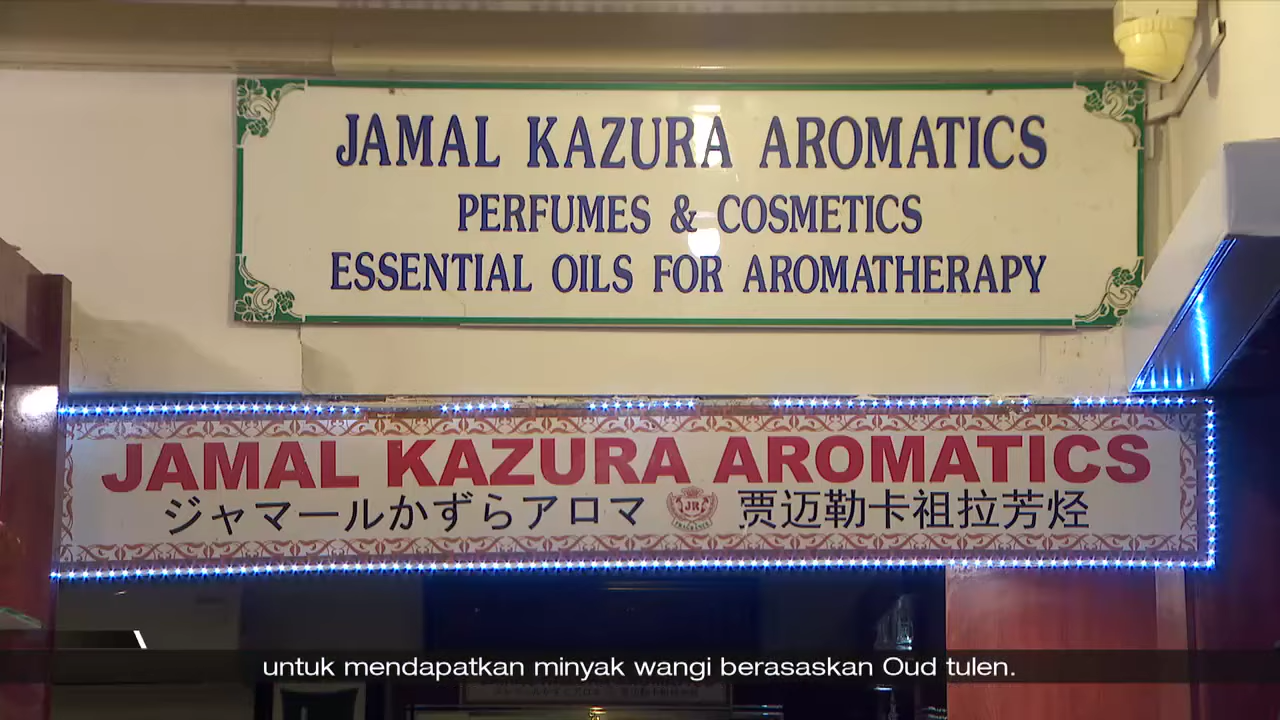 JAMAL KAZURA AROMATICS
PERFUMES & COSMETICS
ESSENTIAL OILS FOR AROMATHERAPY
JAMAL KAZURA AROMATICS
ジャマールかずらアロマ JR FRAGRANCE 贾迈勒卡祖拉芳烃
untuk mendapatkan minyak wangi berasaskan Oud tulen.